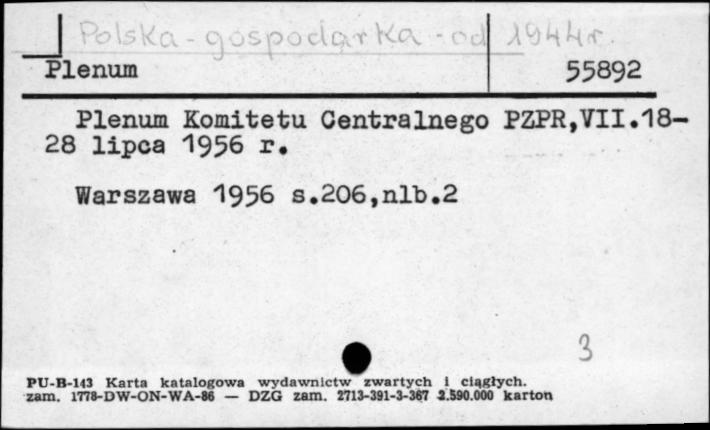 Polska - gospodarka - od 1944 r.
Plenum 55892
Plenum Komitetu Centralnego PZPR,VII.18-
28 lipca 1956 r.
Warszawa 1956 s.206,nlb.2
3
PU-B-143 Karta katalogowa wydawnictw zwartych i ciągłych.
zam. 1778-DW-ON-WA-86 — DZG zam. 2713-391-3-367 2.590.000 karton